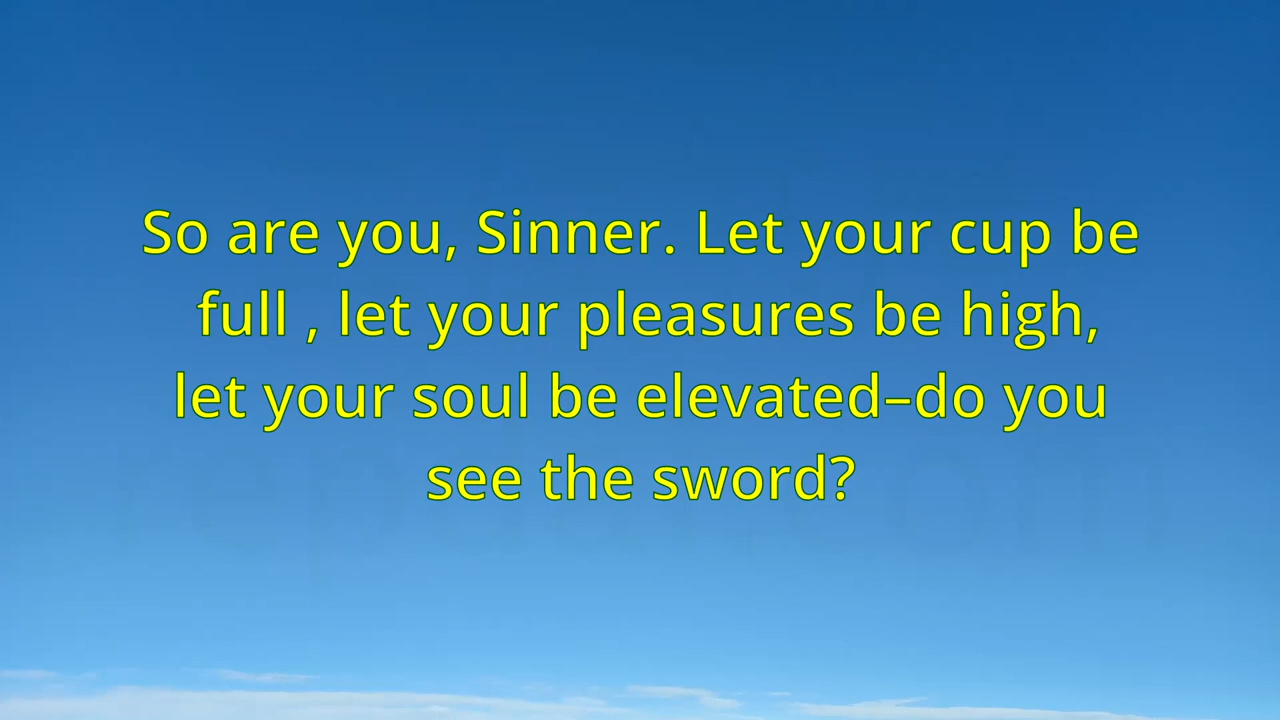 So are you, Sinner. Let your cup be
full , let your pleasures be high,
let your soul be elevated–do you
see the sword?